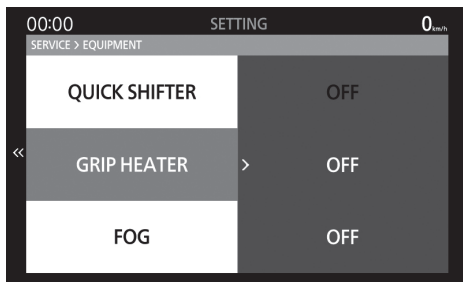 00:00 SETTING 0km/h
SERVICE > EQUIPMENT
QUICK SHIFTER OFF
« GRIP HEATER > OFF
FOG OFF